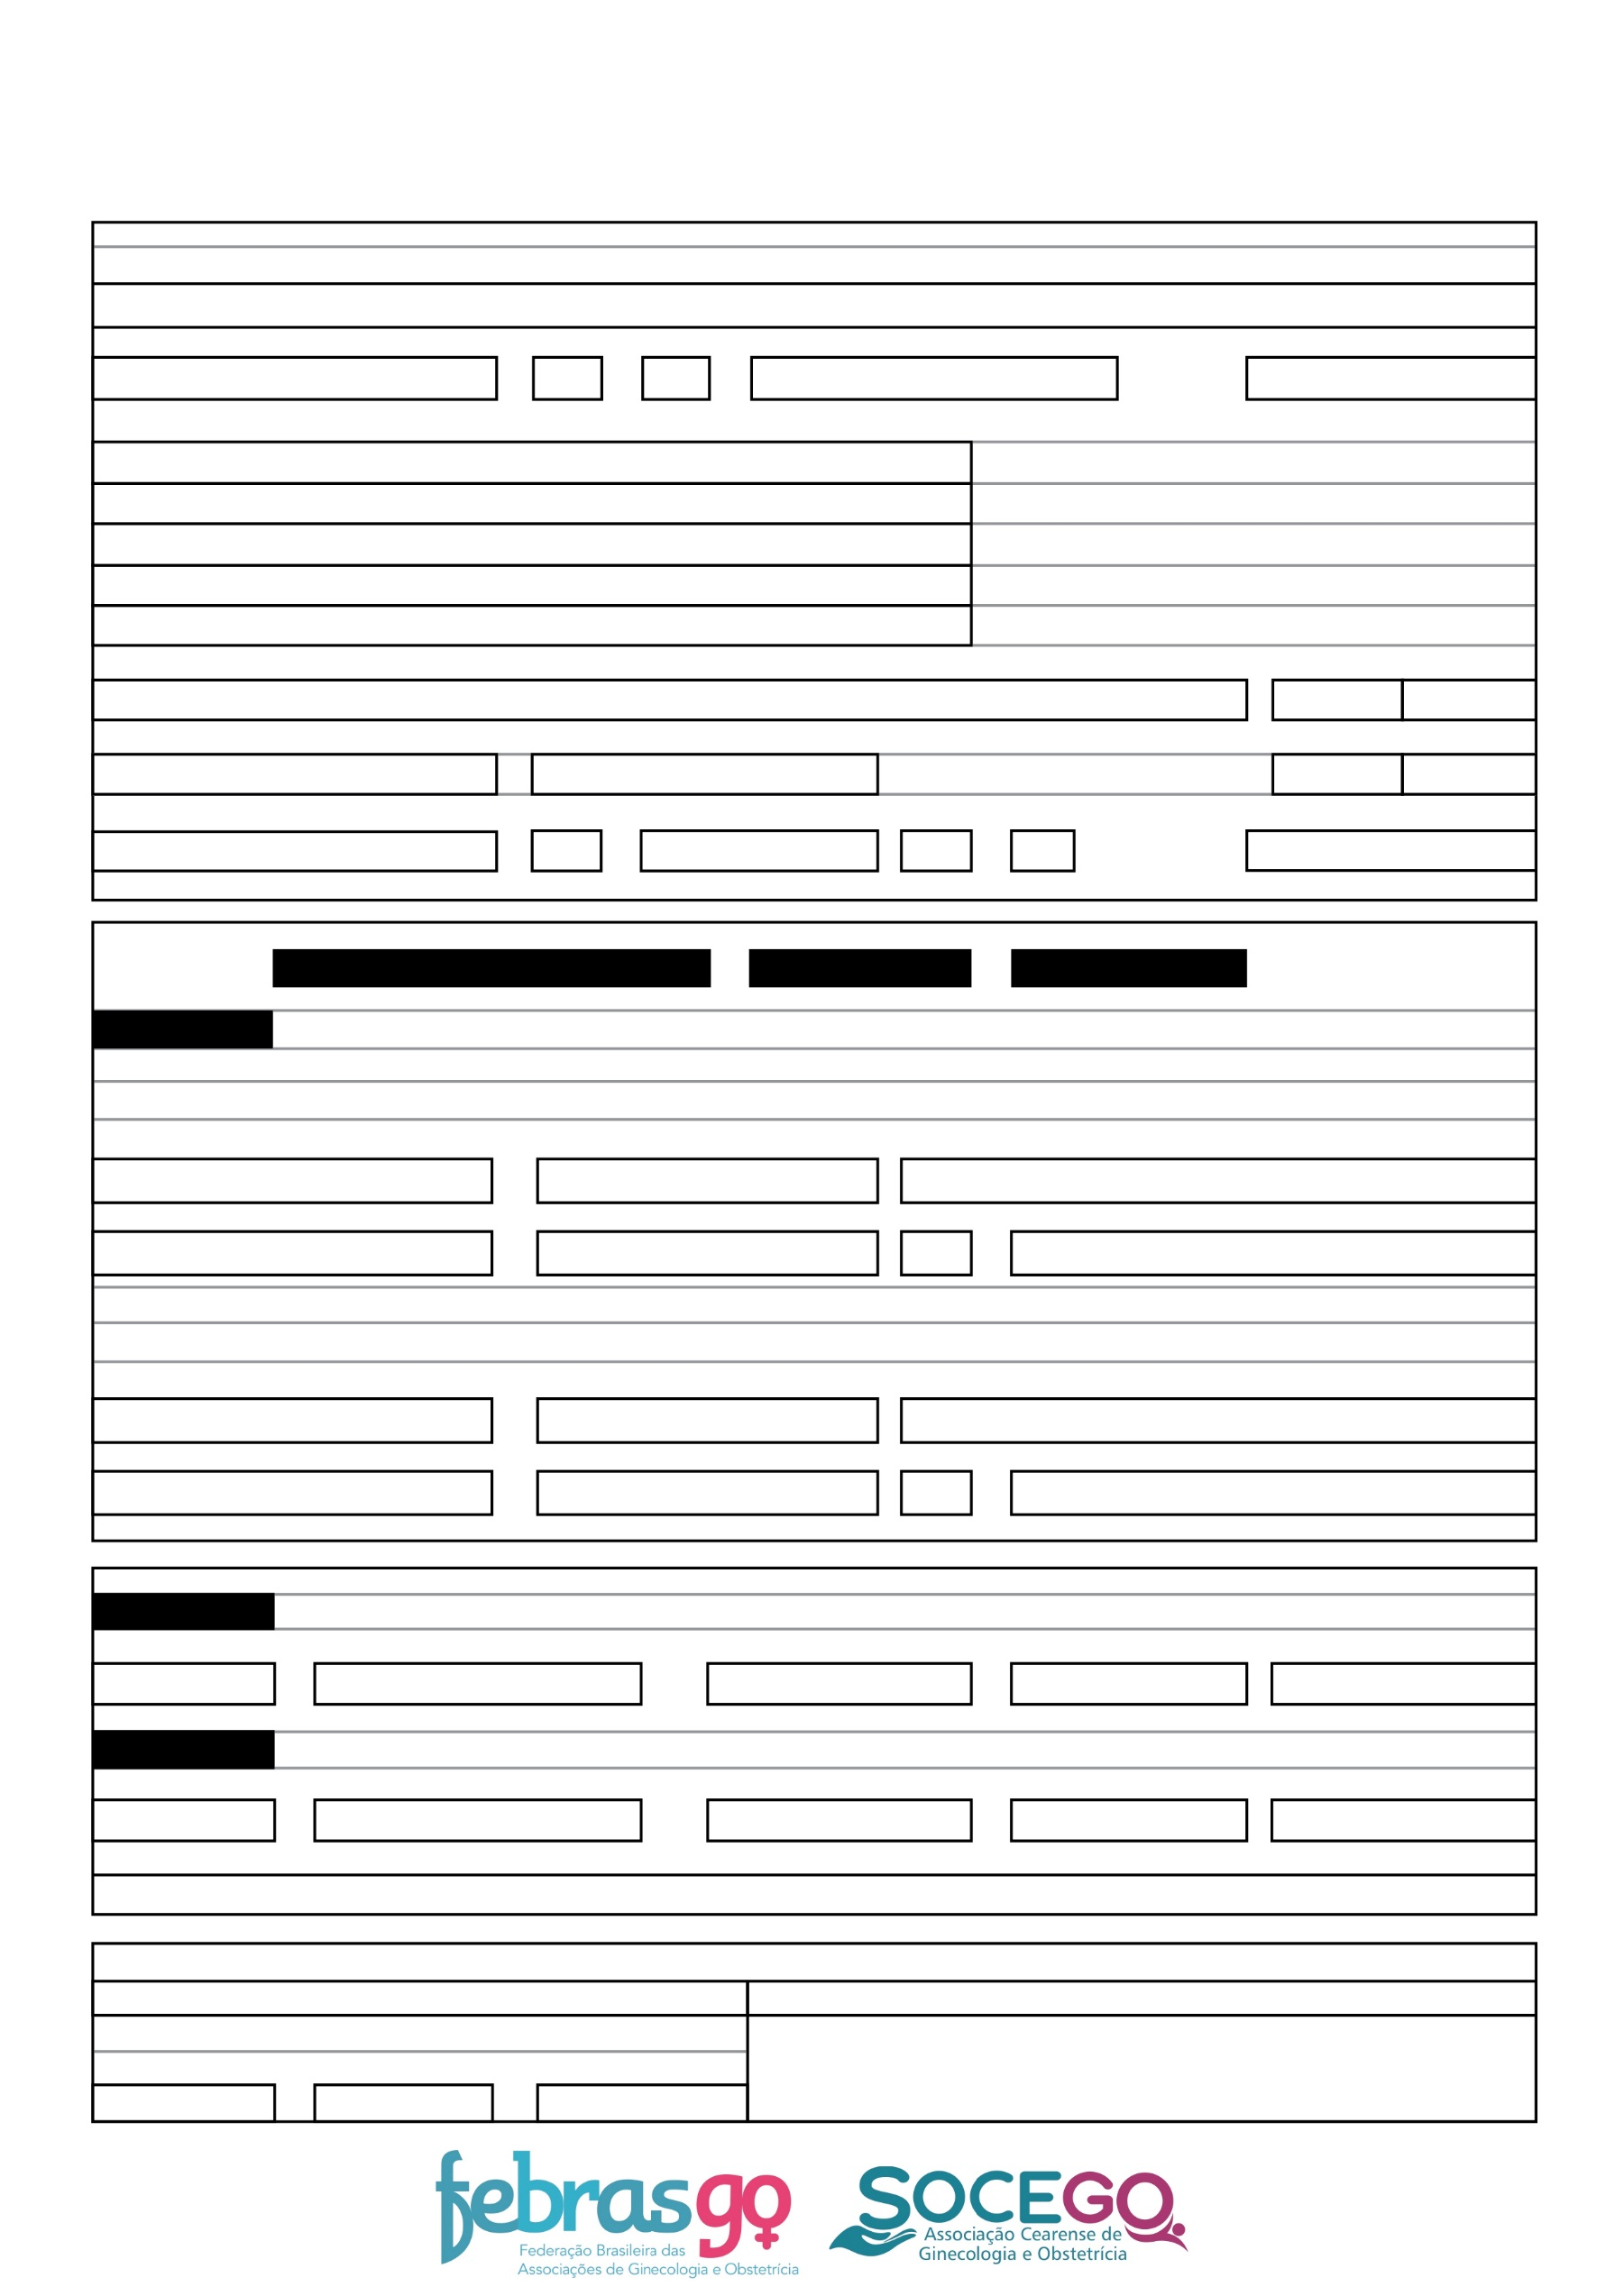 febrasgo
Federação Brasileira das
Associações de Ginecologia e Obstetrícia
SOCEGO
Associação Cearense de
Ginecologia e Obstetrícia